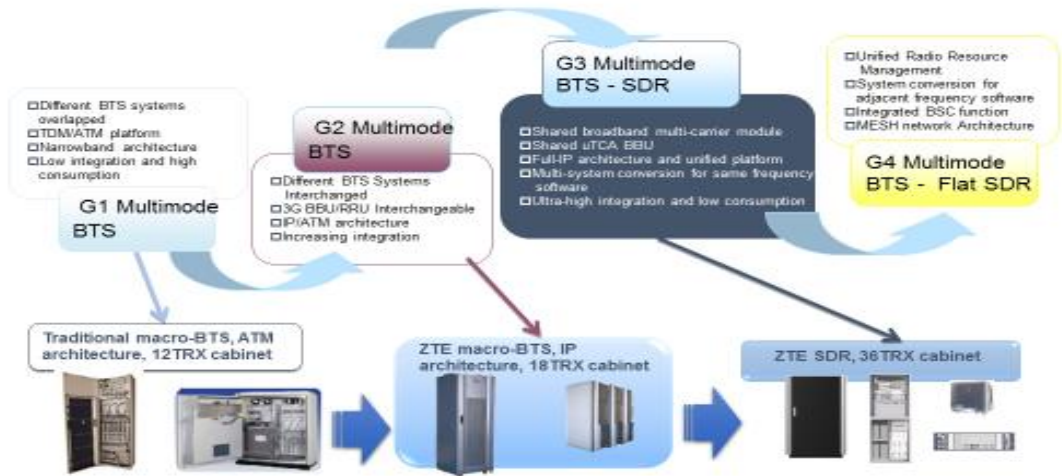 □Different BTS systems
overlapped
□TDM/ATM platform
□Narrowband architecture
□Low integration and high
consumption
G1 Multimode
BTS
G2 Multimode
BTS
□Different BTS Systems
Interchanged
□3G BBU/RRU Interchangeable
□IP/ATM architecture
□Increasing integration
G3 Multimode
BTS - SDR
□Shared broadband multi-carrier module
□Shared uTCA BBU
□Full-IP architecture and unified platform
□Multi-system conversion for same frequency
software
□Ultra-high integration and low consumption
□Unified Radio Resource
Management
□System conversion for
adjacent frequency software
□Integrated BSC function
□MESH network Architecture
G4 Multimode
BTS - Flat SDR
Traditional macro-BTS, ATM
architecture, 12TRX cabinet
ZTE macro-BTS, IP
architecture, 18TRX cabinet
ZTE SDR, 36TRX cabinet